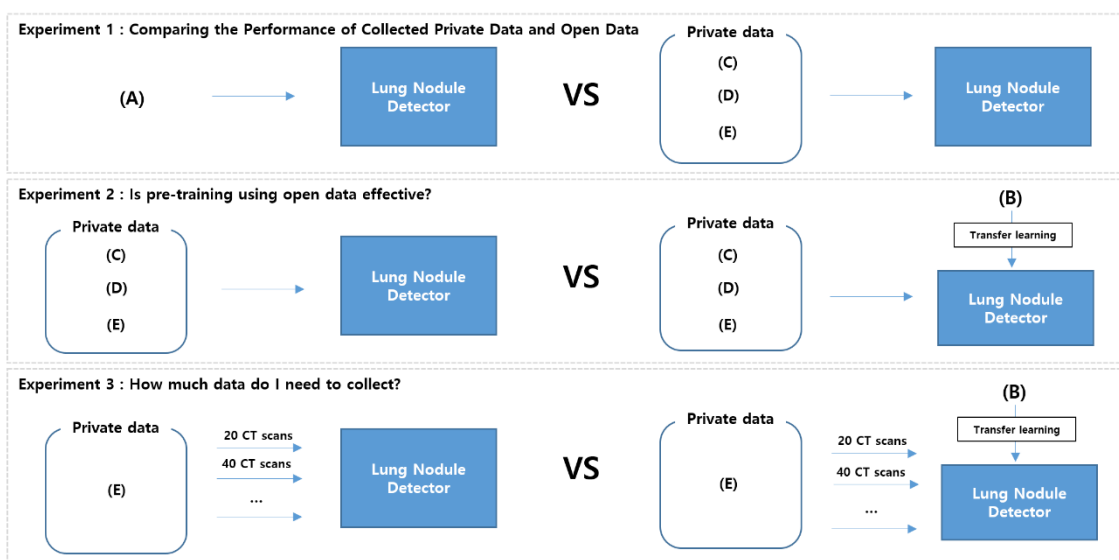 Experiment 1 : Comparing the Performance of Collected Private Data and Open Data
(A)
Lung Nodule
Detector
VS
Private data
(C)
(D)
(E)
Lung Nodule
Detector
Experiment 2 : Is pre-training using open data effective?
Private data
(C)
(D)
(E)
Lung Nodule
Detector
VS
Private data
(C)
(D)
(E)
(B)
Transfer learning
Lung Nodule
Detector
Experiment 3 : How much data do I need to collect?
Private data
(E)
20 CT scans
40 CT scans
...
Lung Nodule
Detector
VS
Private data
(E)
20 CT scans
40 CT scans
...
(B)
Transfer learning
Lung Nodule
Detector